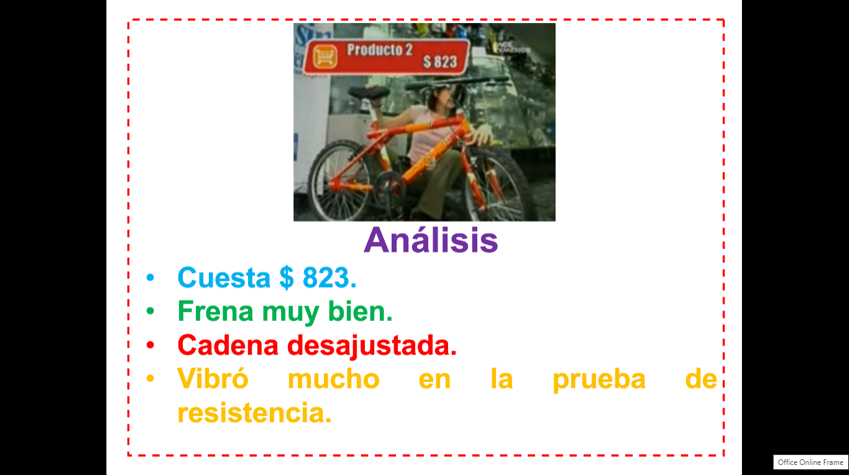 Producto 2
$ 823
Análisis
• Cuesta $ 823.
• Frena muy bien.
• Cadena desajustada.
• Vibró mucho en la prueba de
resistencia.
Office Online Frame